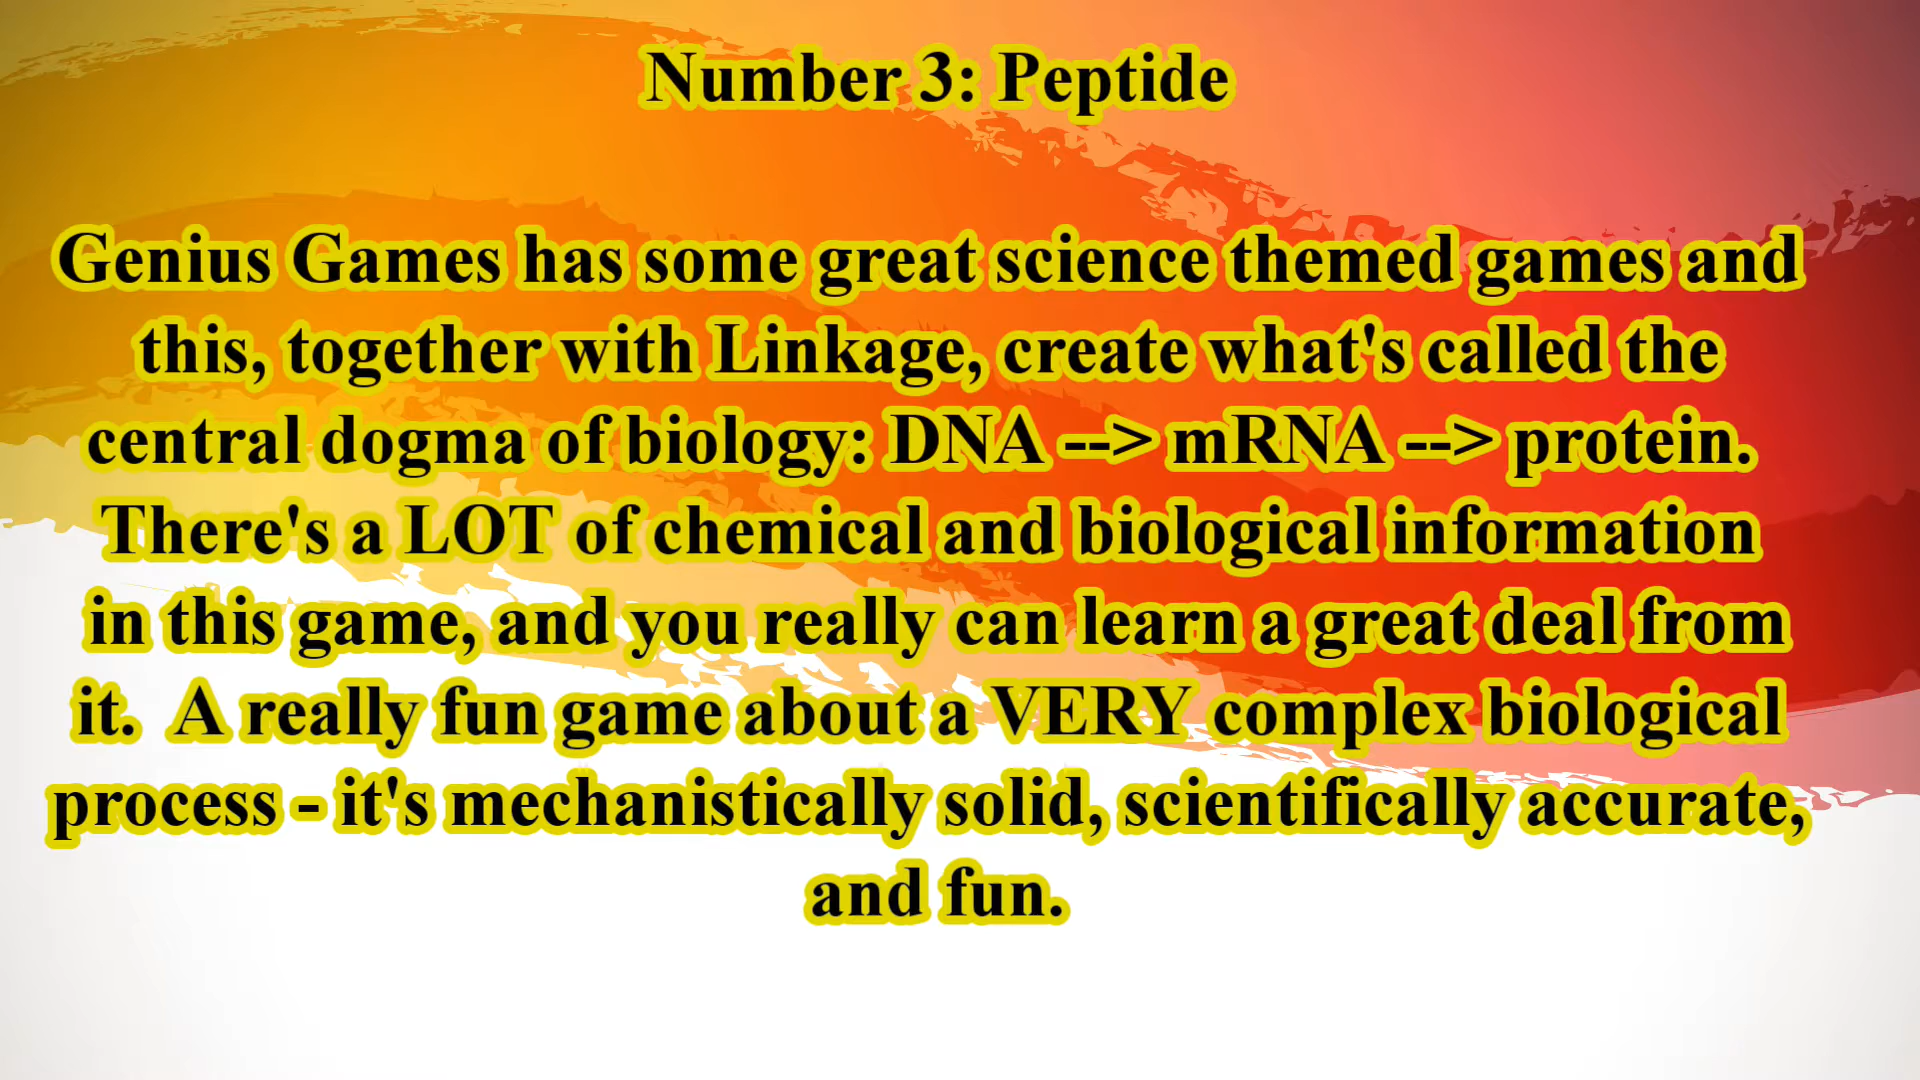 Number 3: Peptide
Genius Games has some great science themed games and
this, together with Linkage, create what's called the
central dogma of biology: DNA --> mRNA --> protein.
There's a LOT of chemical and biological information
in this game, and you really can learn a great deal from
it.  A really fun game about a VERY complex biological
process - it's mechanistically solid, scientifically accurate,
and fun.